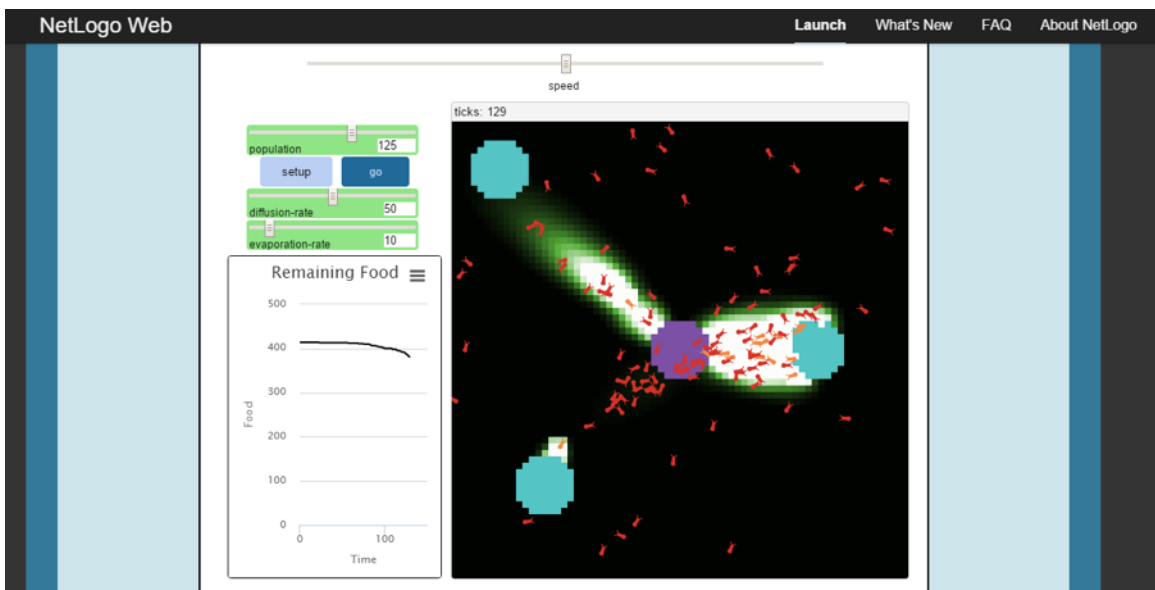 NetLogo Web Launch What's New FAQ About NetLogo
speed
ticks: 129
population 125
setup go
diffusion-rate 50
evaporation-rate 10
Remaining Food
500
400
300
200
100
0
Food
0 100
Time